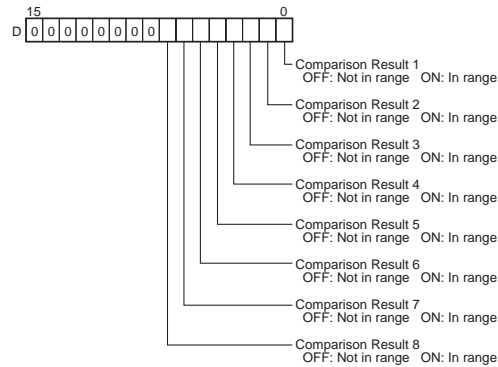 15 0
D 0 0 0 0 0 0 0 0
Comparison Result 1
OFF: Not in range ON: In range
Comparison Result 2
OFF: Not in range ON: In range
Comparison Result 3
OFF: Not in range ON: In range
Comparison Result 4
OFF: Not in range ON: In range
Comparison Result 5
OFF: Not in range ON: In range
Comparison Result 6
OFF: Not in range ON: In range
Comparison Result 7
OFF: Not in range ON: In range
Comparison Result 8
OFF: Not in range ON: In range